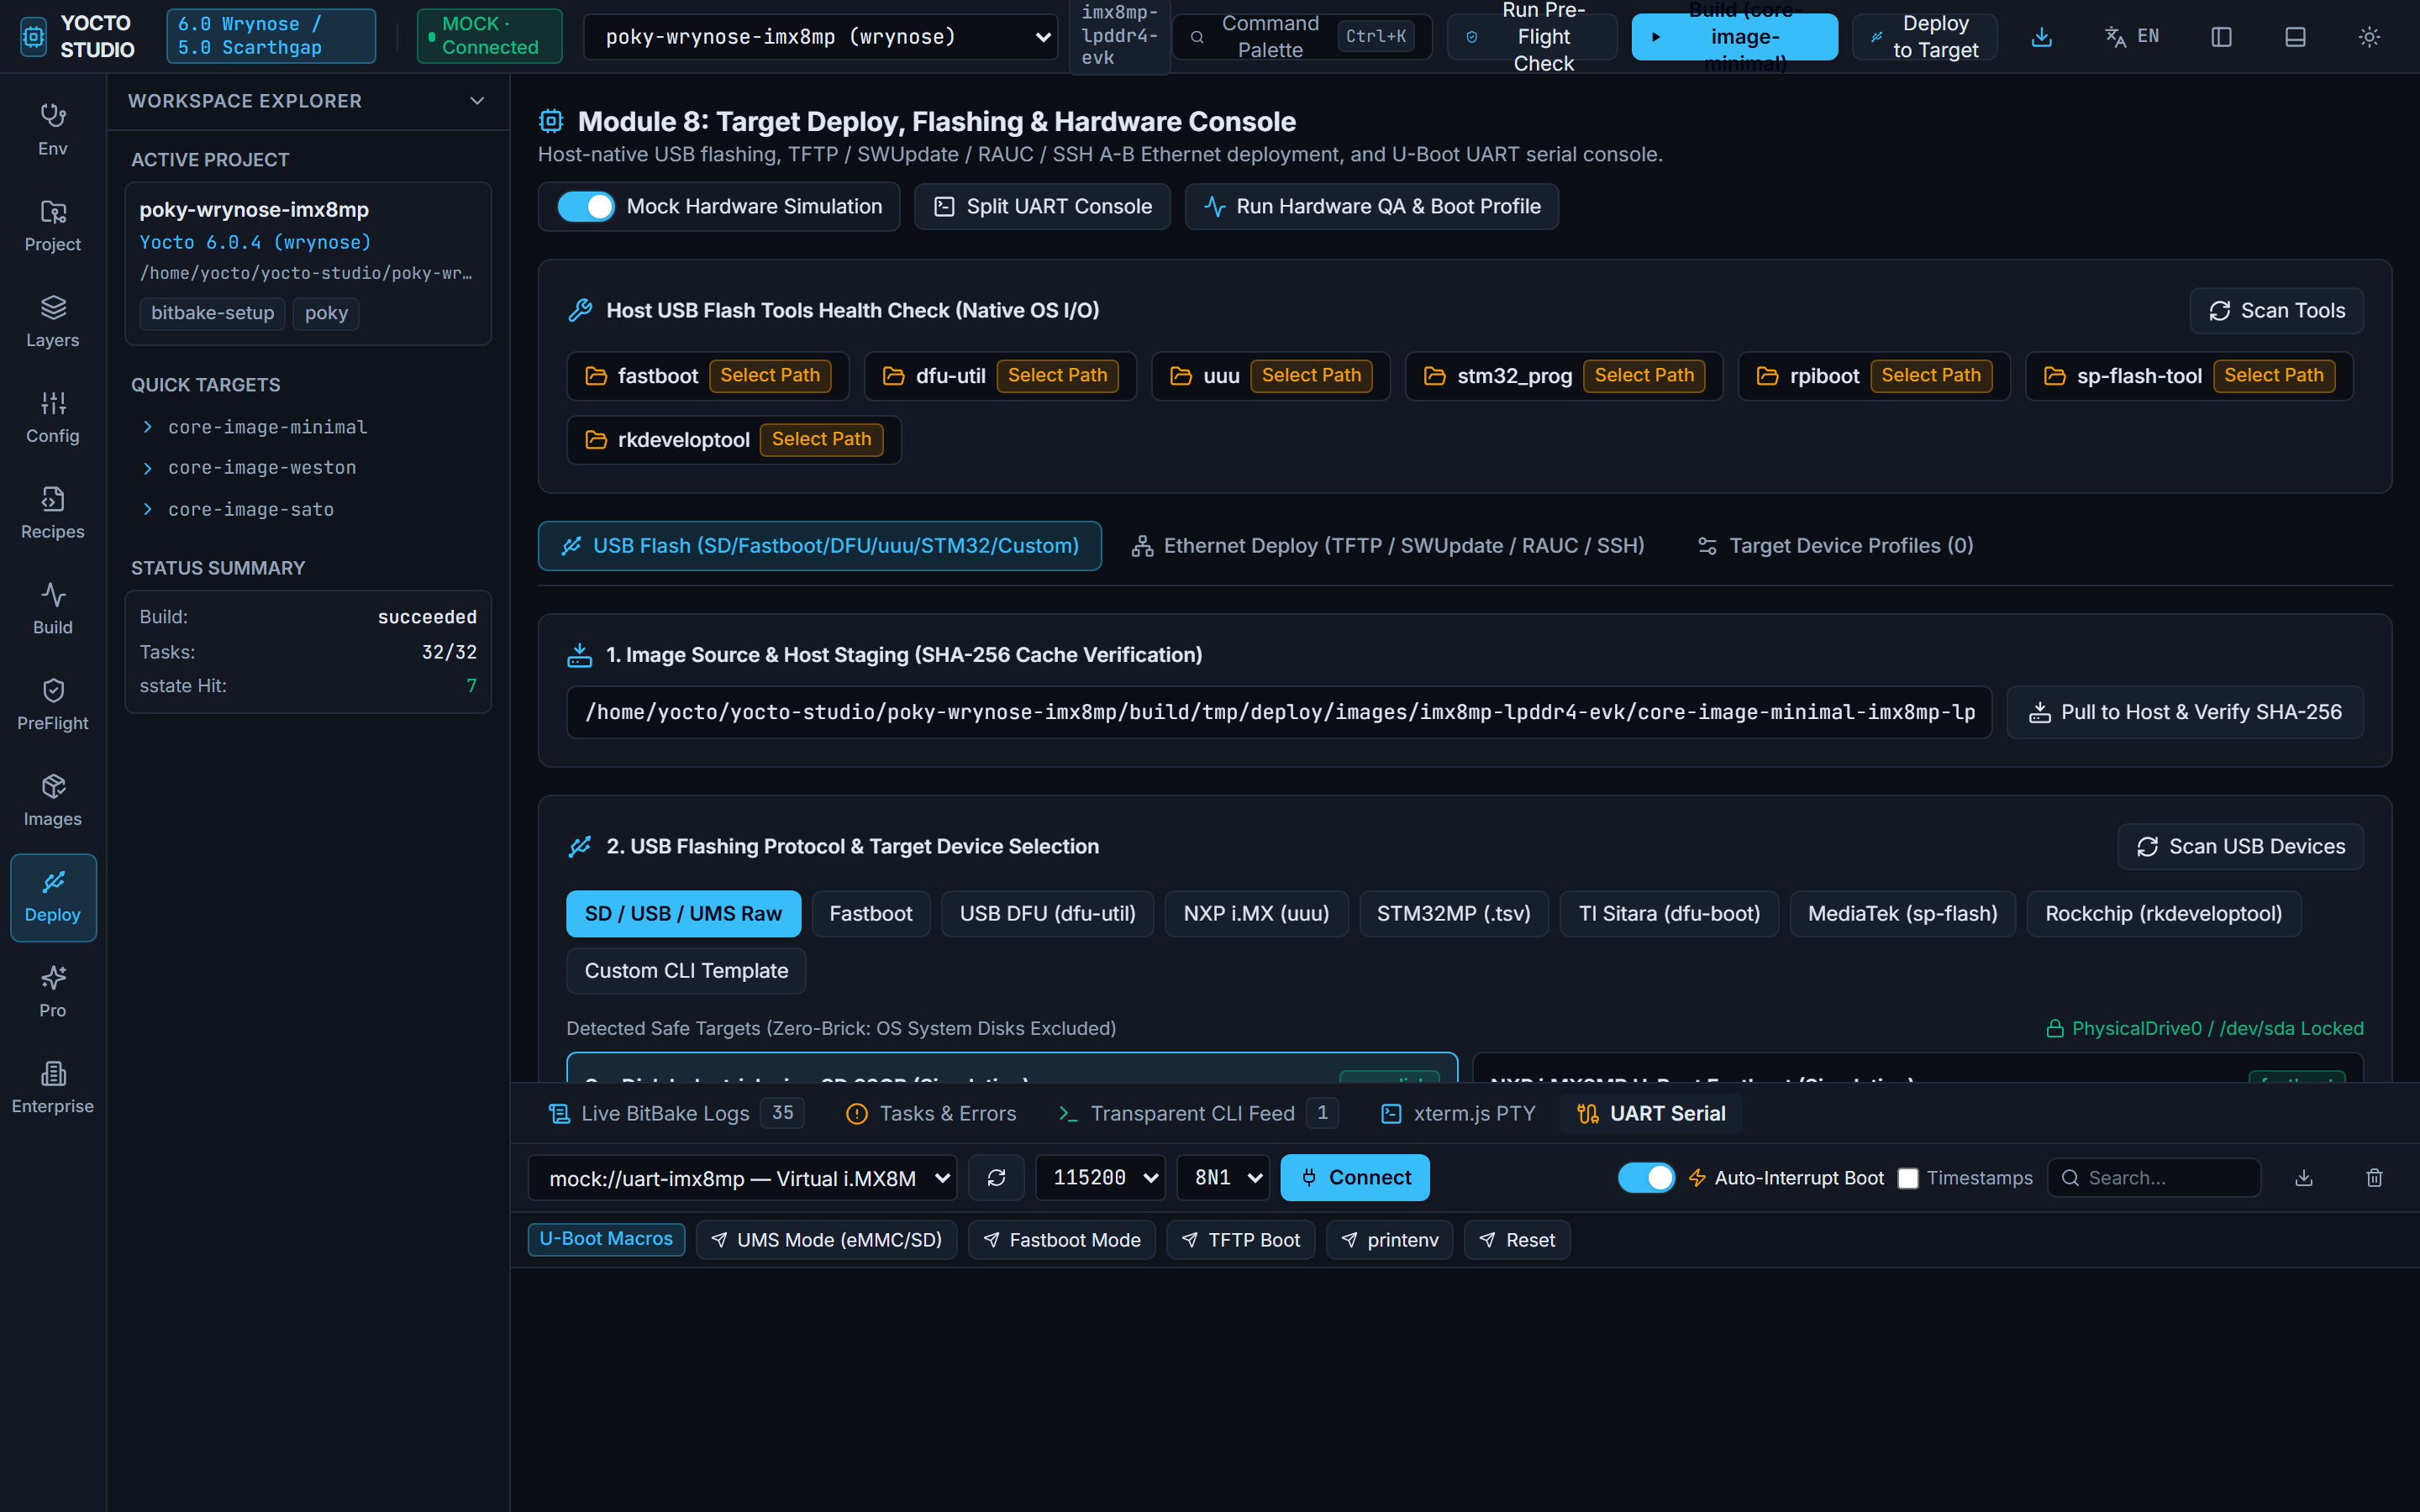 YOCTO
STUDIO
6.0 Wrynose /
5.0 Scarthgap
MOCK ·
Connected
poky-wrynose-imx8mp (wrynose)
imx8mp-
lpddr4-
evk
Command
Palette
Ctrl+K
Run Pre-
Flight
Check
Build (core-
image-
minimal)
Deploy
to Target
EN
Env
Project
Layers
Config
Recipes
Build
PreFlight
Images
Deploy
Pro
Enterprise
WORKSPACE EXPLORER
ACTIVE PROJECT
poky-wrynose-imx8mp
Yocto 6.0.4 (wrynose)
/home/yocto/yocto-studio/poky-wr…
bitbake-setup
poky
QUICK TARGETS
core-image-minimal
core-image-weston
core-image-sato
STATUS SUMMARY
Build: succeeded
Tasks: 32/32
sstate Hit: 7
Module 8: Target Deploy, Flashing & Hardware Console
Host-native USB flashing, TFTP / SWUpdate / RAUC / SSH A-B Ethernet deployment, and U-Boot UART serial console.
Mock Hardware Simulation
Split UART Console
Run Hardware QA & Boot Profile
Host USB Flash Tools Health Check (Native OS I/O)
Scan Tools
fastboot Select Path
dfu-util Select Path
uuu Select Path
stm32_prog Select Path
rpiboot Select Path
sp-flash-tool Select Path
rkdeveloptool Select Path
USB Flash (SD/Fastboot/DFU/uuu/STM32/Custom)
Ethernet Deploy (TFTP / SWUpdate / RAUC / SSH)
Target Device Profiles (0)
1. Image Source & Host Staging (SHA-256 Cache Verification)
/home/yocto/yocto-studio/poky-wrynose-imx8mp/build/tmp/deploy/images/imx8mp-lpddr4-evk/core-image-minimal-imx8mp-lp
Pull to Host & Verify SHA-256
2. USB Flashing Protocol & Target Device Selection
Scan USB Devices
SD / USB / UMS Raw
Fastboot
USB DFU (dfu-util)
NXP i.MX (uuu)
STM32MP (.tsv)
TI Sitara (dfu-boot)
MediaTek (sp-flash)
Rockchip (rkdeveloptool)
Custom CLI Template
Detected Safe Targets (Zero-Brick: OS System Disks Excluded)
PhysicalDrive0 / /dev/sda Locked
Live BitBake Logs 35
Tasks & Errors
Transparent CLI Feed 1
xterm.js PTY
UART Serial
mock://uart-imx8mp — Virtual i.MX8M
115200
8N1
Connect
Auto-Interrupt Boot
Timestamps
Search...
U-Boot Macros
UMS Mode (eMMC/SD)
Fastboot Mode
TFTP Boot
printenv
Reset